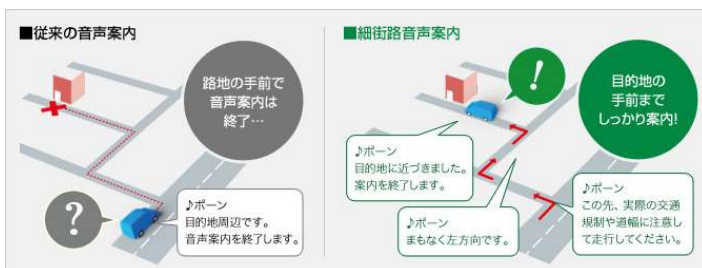 ■従来の音声案内
路地の手前で
音声案内は
終了…
?
♪ポーン
目的地周辺です。
音声案内を終了します。
■細街路音声案内
!
目的地の
手前まで
しっかり案内!
♪ポーン
目的地に近づきました。
案内を終了します。
♪ポーン
まもなく左方向です。
♪ポーン
この先、実際の交通
規制や道幅に注意し
て走行してください。